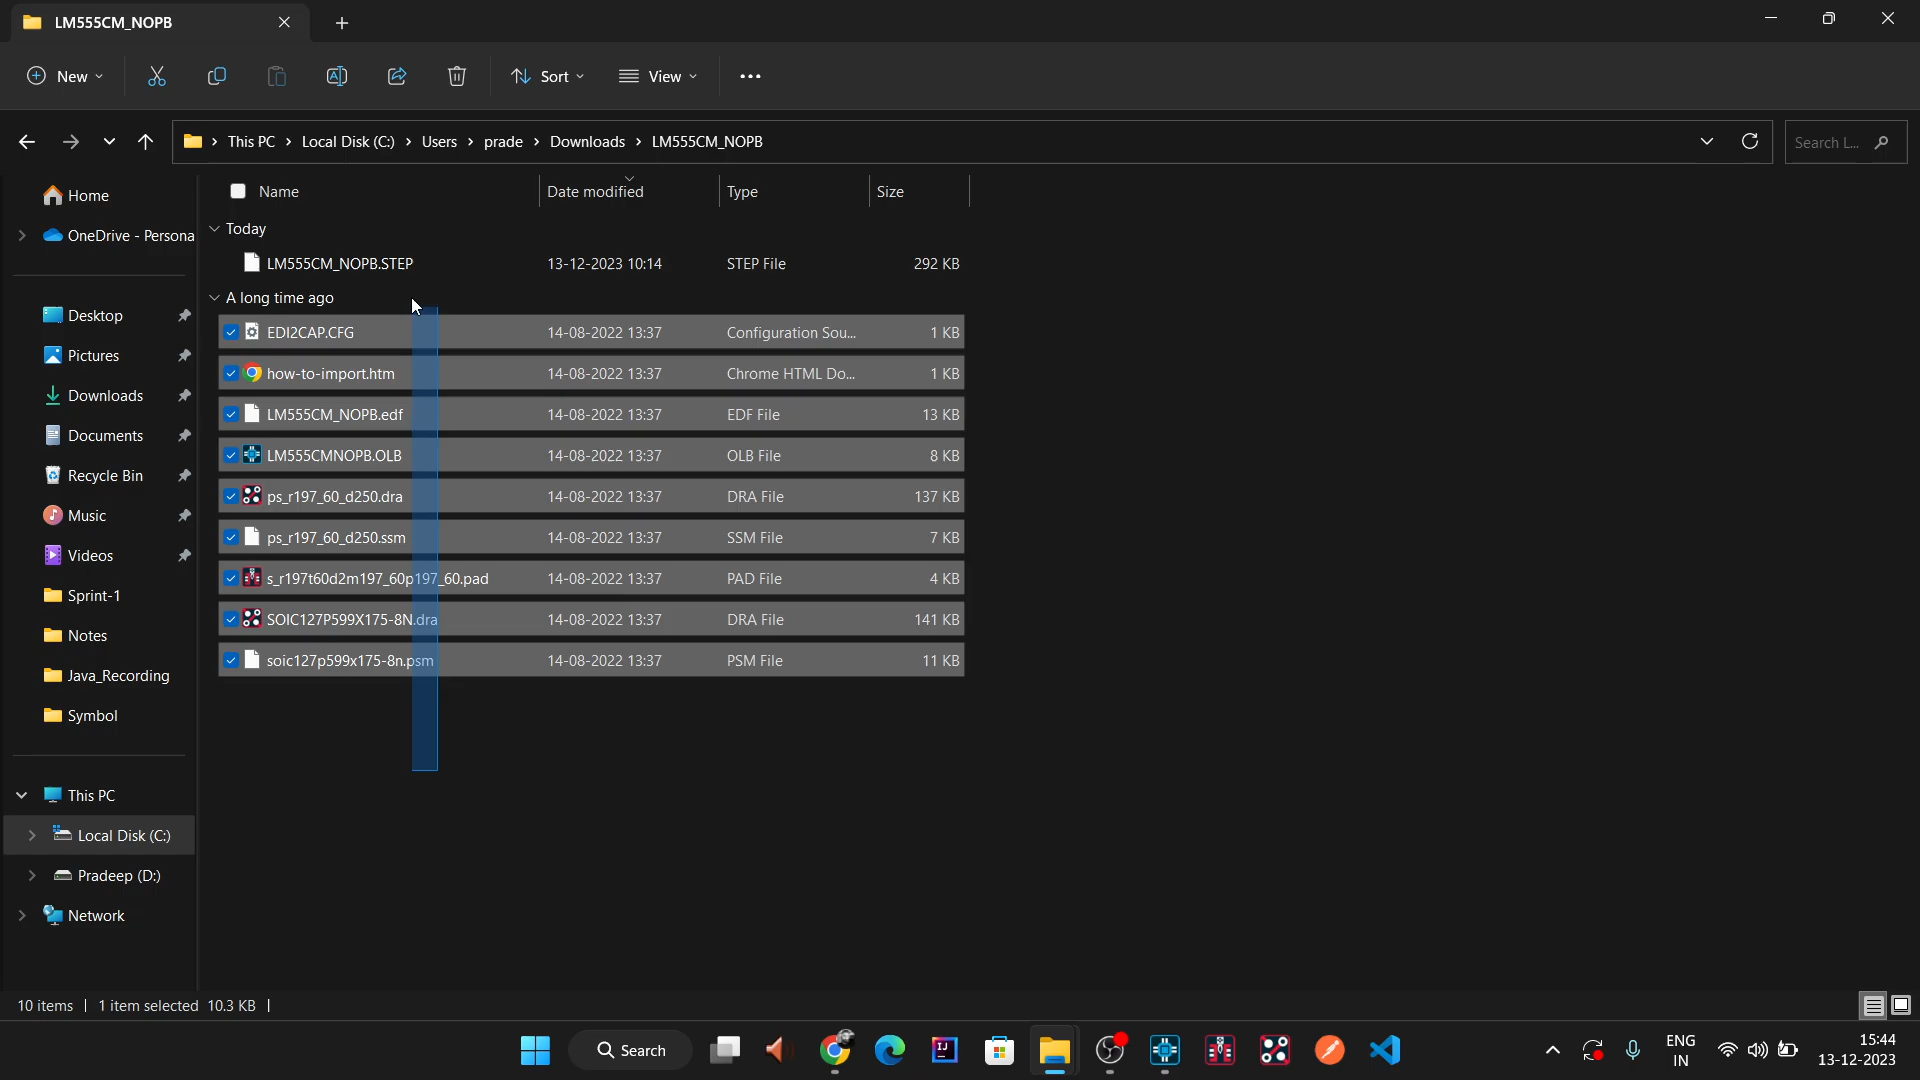 LM555CM_NOPB
New
Sort
View
This PC
Local Disk (C:)
Users
prade
Downloads
LM555CM_NOPB
Search L...
Name
Date modified
Type
Size
Today
LM555CM_NOPB.STEP 13-12-2023 10:14 STEP File 292 KB
A long time ago
EDI2CAP.CFG 14-08-2022 13:37 Configuration Sou... 1 KB
how-to-import.htm 14-08-2022 13:37 Chrome HTML Do... 1 KB
LM555CM_NOPB.edf 14-08-2022 13:37 EDF File 13 KB
LM555CMNOPB.OLB 14-08-2022 13:37 OLB File 8 KB
ps_r197_60_d250.dra 14-08-2022 13:37 DRA File 137 KB
ps_r197_60_d250.ssm 14-08-2022 13:37 SSM File 7 KB
s_r197t60d2m197_60p197_60.pad 14-08-2022 13:37 PAD File 4 KB
SOIC127P599X175-8N.dra 14-08-2022 13:37 DRA File 141 KB
soic127p599x175-8n.psm 14-08-2022 13:37 PSM File 11 KB
Home
OneDrive - Persona
Desktop
Pictures
Downloads
Documents
Recycle Bin
Music
Videos
Sprint-1
Notes
Java_Recording
Symbol
This PC
Local Disk (C:)
Pradeep (D:)
Network
10 items
1 item selected 10.3 KB
Search
ENG
IN
15:44
13-12-2023